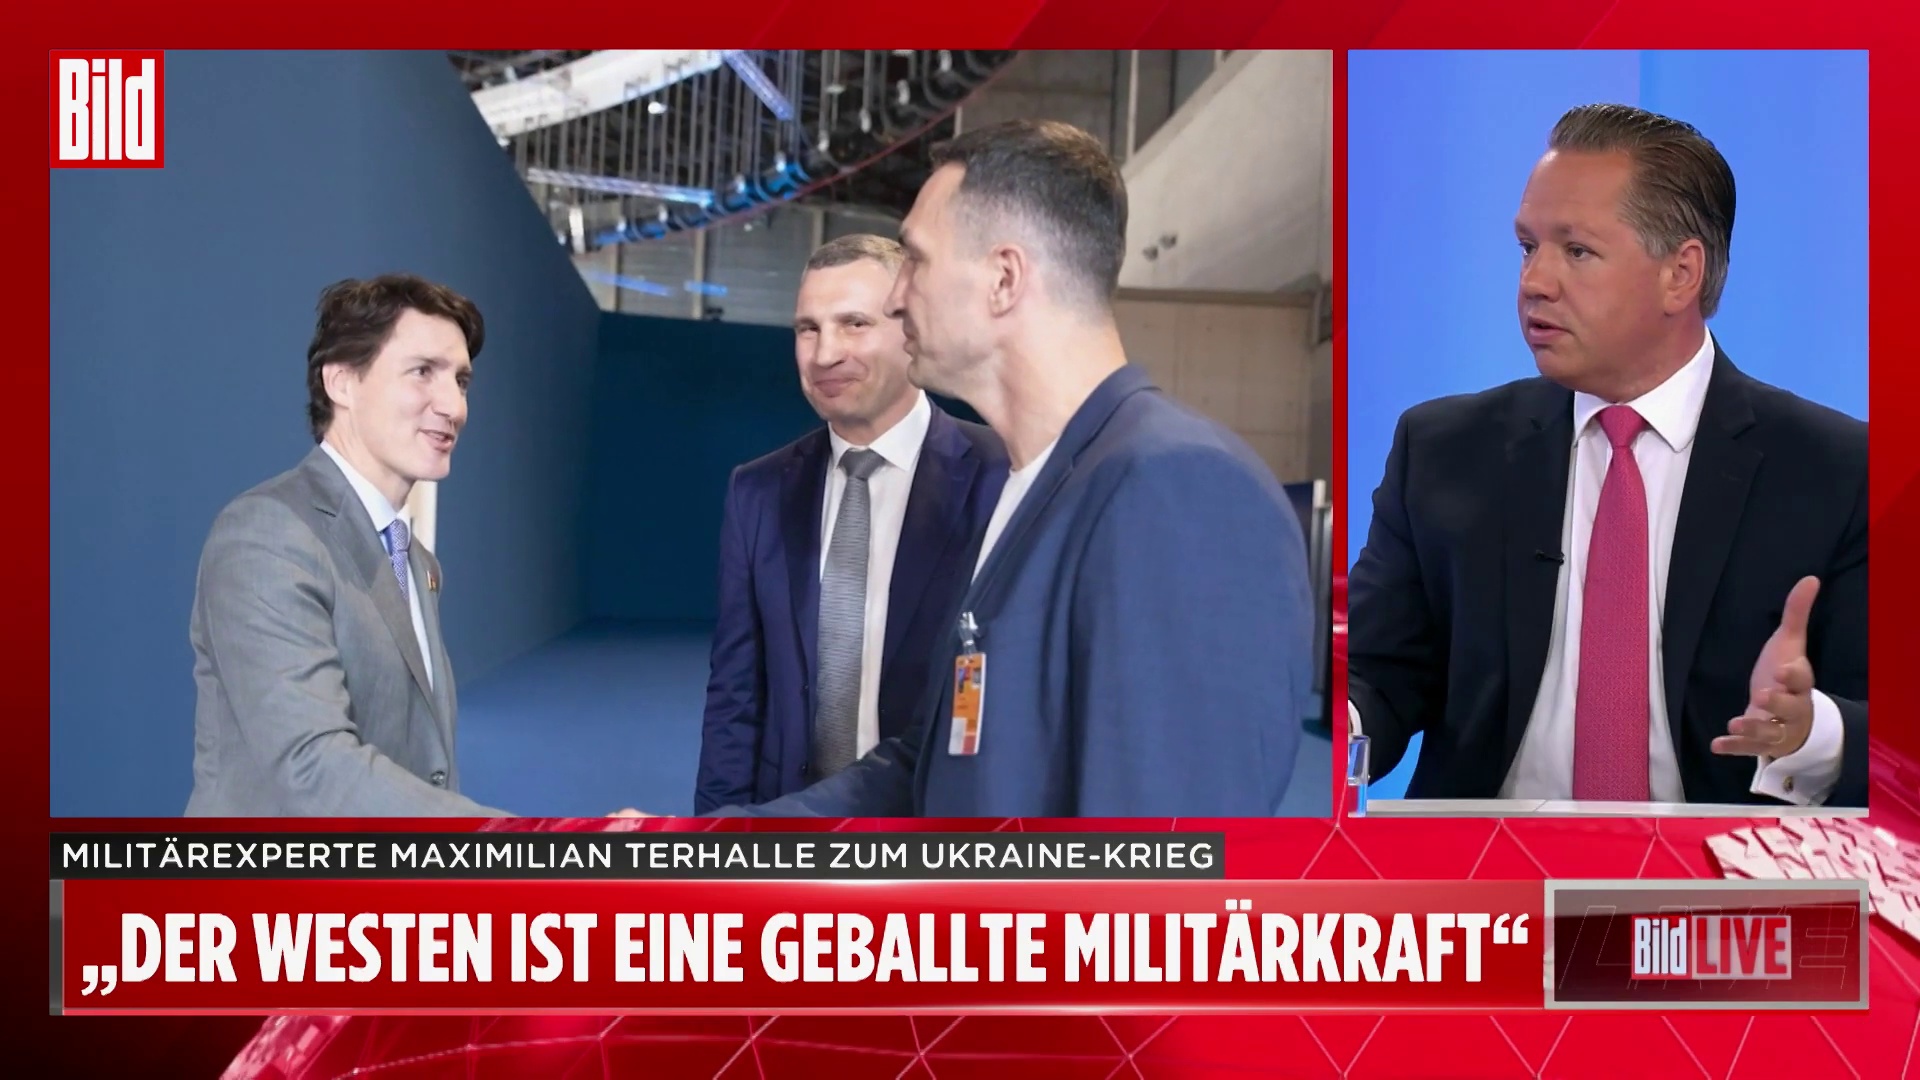 Bild
MILITÄREXPERTE MAXIMILIAN TERHALLE ZUM UKRAINE-KRIEG
„DER WESTEN IST EINE GEBALLTE MILITÄRKRAFT“
Bild LIVE